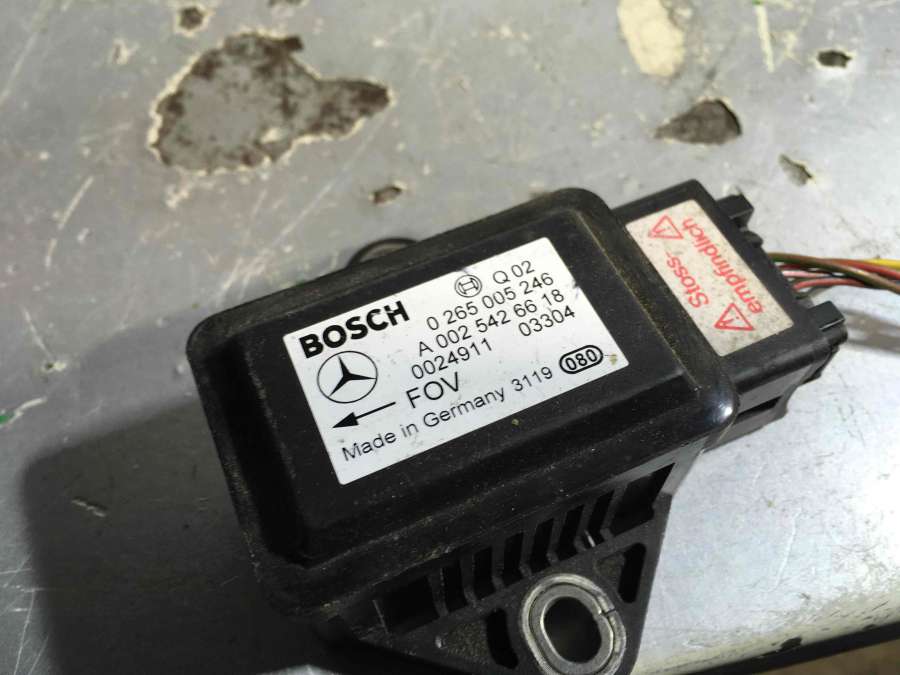 BOSCH
Q 02
0 265 005 246
A 002 542 66 18
0024911 03304
FOV
Made in Germany 3119 080
Stoss-
empfindlich